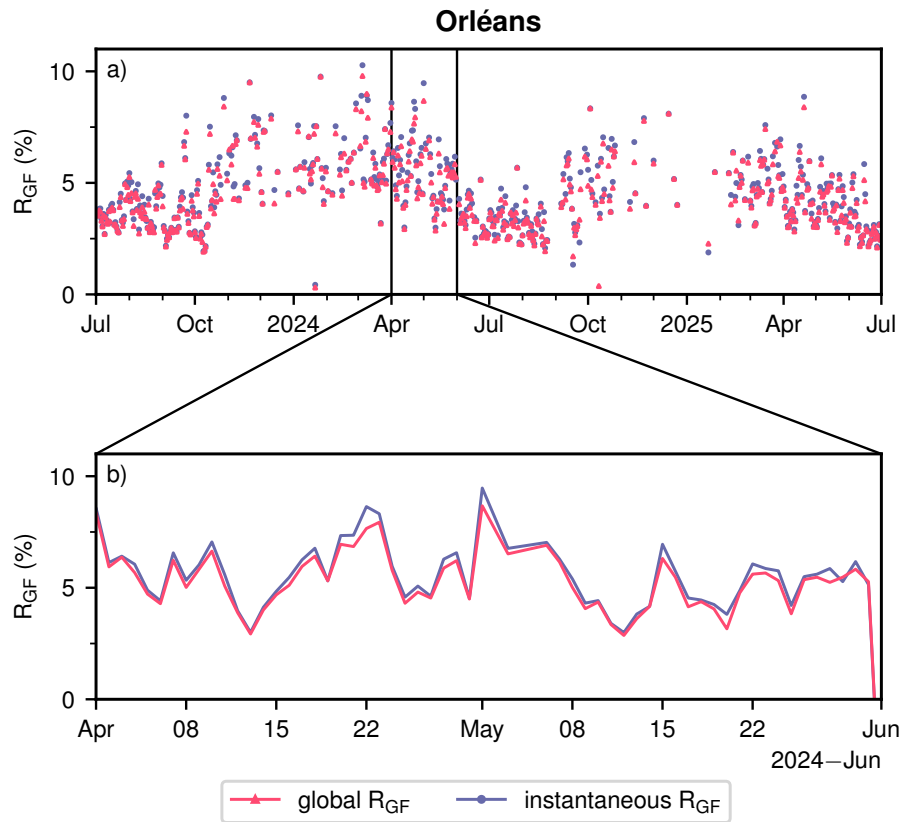 Orléans
a)
10
5
0
R_GF (%)
Jul Oct 2024 Apr Jul Oct 2025 Apr Jul
b)
10
5
0
R_GF (%)
Apr 08 15 22 May 08 15 22 Jun
2024−Jun
global R_GF instantaneous R_GF